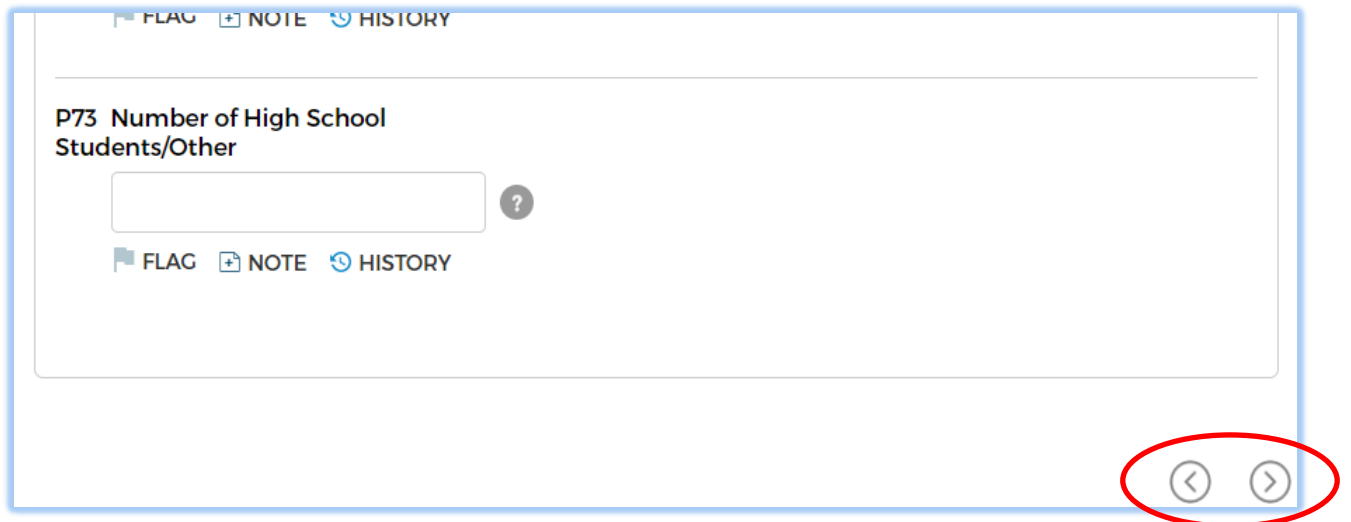 FLAG NOTE HISTORY
P73 Number of High School
Students/Other
?
FLAG NOTE HISTORY